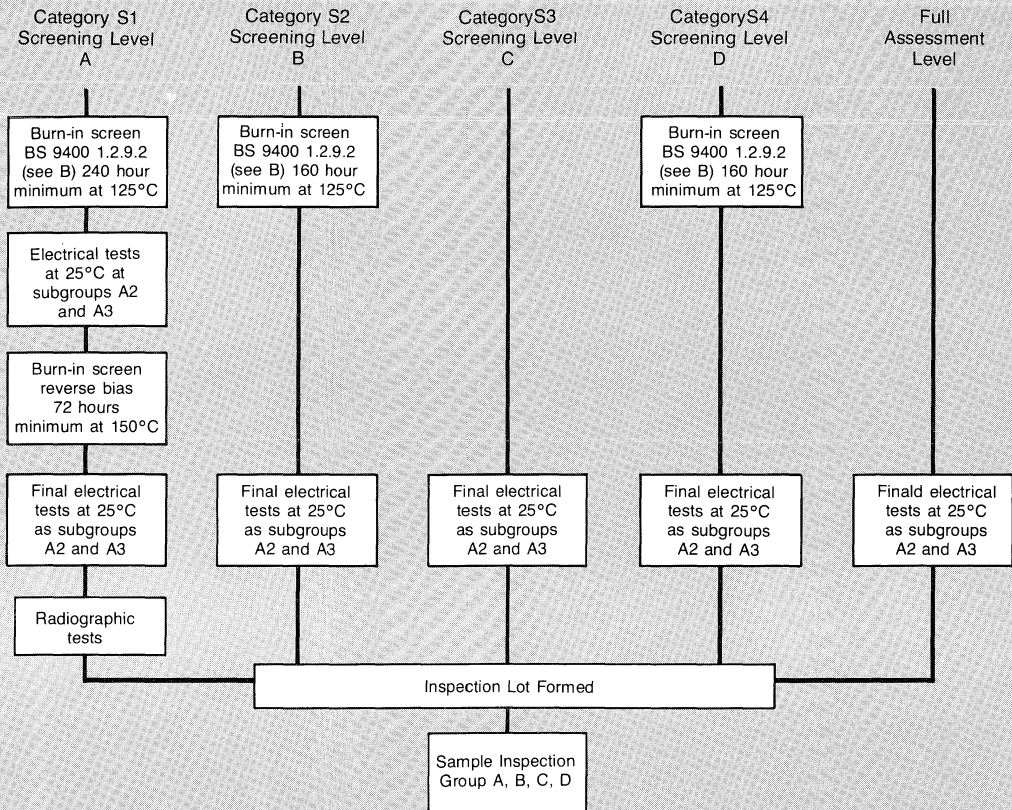 Category S1
Screening Level
A
Category S2
Screening Level
B
CategoryS3
Screening Level
C
CategoryS4
Screening Level
D
Full
Assessment
Level
Burn-in screen
BS 9400 1.2.9.2
(see B) 240 hour
minimum at 125°C
Burn-in screen
BS 9400 1.2.9.2
(see B) 160 hour
minimum at 125°C
Burn-in screen
BS 9400 1.2.9.2
(see B) 160 hour
minimum at 125°C
Electrical tests
at 25°C at
subgroups A2
and A3
Burn-in screen
reverse bias
72 hours
minimum at 150°C
Final electrical
tests at 25°C
as subgroups
A2 and A3
Final electrical
tests at 25°C
as subgroups
A2 and A3
Final electrical
tests at 25°C
as subgroups
A2 and A3
Final electrical
tests at 25°C
as subgroups
A2 and A3
Finald electrical
tests at 25°C
as subgroups
A2 and A3
Radiographic
tests
Inspection Lot Formed
Sample Inspection
Group A, B, C, D